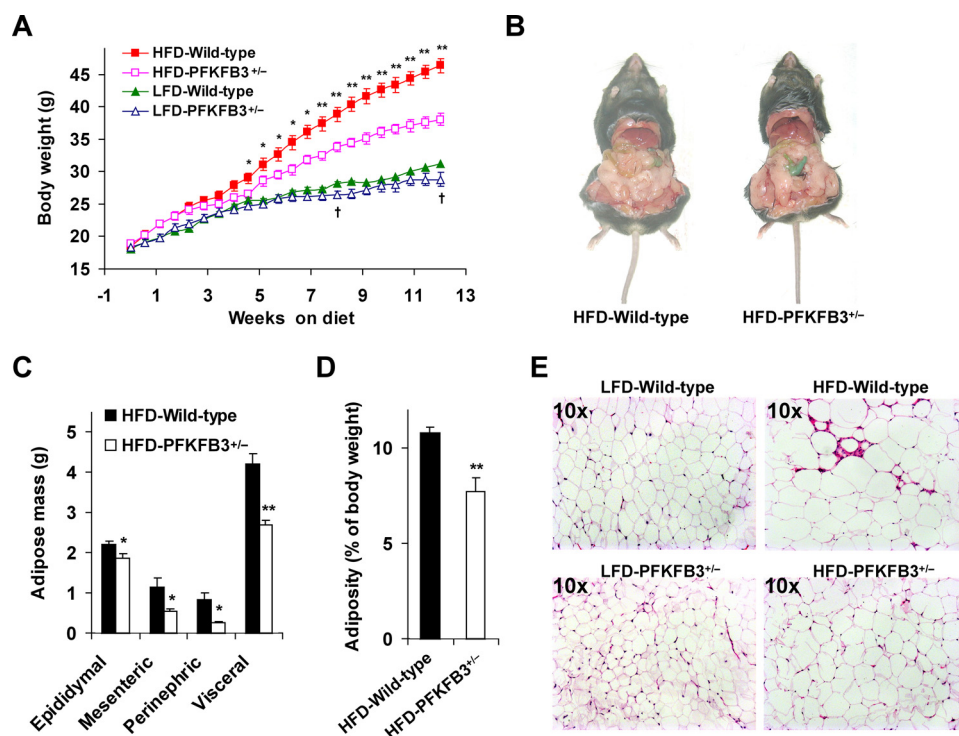 A
HFD-Wild-type
HFD-PFKFB3+/–
LFD-Wild-type
LFD-PFKFB3+/–
Body weight (g)
45
40
35
30
25
20
15
* * * * * ** ** ** ** ** ** ** ** **
† †
-1 1 3 5 7 9 11 13
Weeks on diet
B
HFD-Wild-type HFD-PFKFB3+/–
C
HFD-Wild-type
HFD-PFKFB3+/–
Adipose mass (g)
5
4
3
2
1
0
* * * **
Epididymal
Mesenteric
Perinephric
Visceral
D
Adiposity (% of body weight)
10
5
0
**
HFD-Wild-type
HFD-PFKFB3+/–
E
LFD-Wild-type HFD-Wild-type
10x 10x
LFD-PFKFB3+/– HFD-PFKFB3+/–
10x 10x